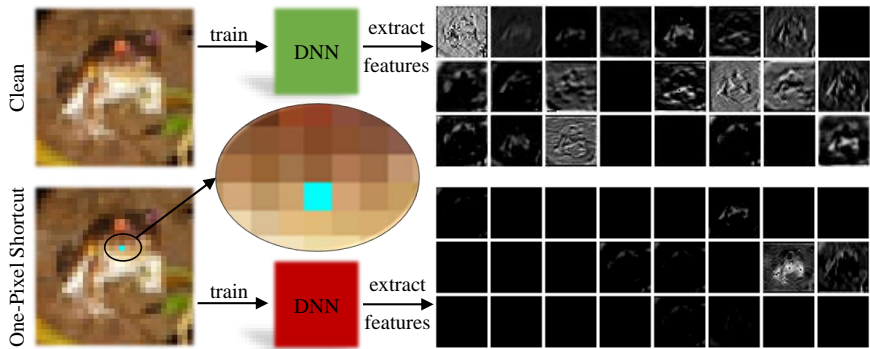 Clean
train
DNN
extract
features
One-Pixel Shortcut
train
DNN
extract
features